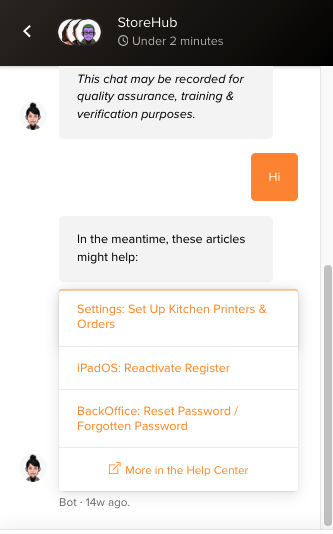 StoreHub
Under 2 minutes
This chat may be recorded for
quality assurance, training &
verification purposes.
Hi
In the meantime, these articles
might help:
Settings: Set Up Kitchen Printers &
Orders
iPadOS: Reactivate Register
BackOffice: Reset Password /
Forgotten Password
More in the Help Center
Bot · 14w ago.